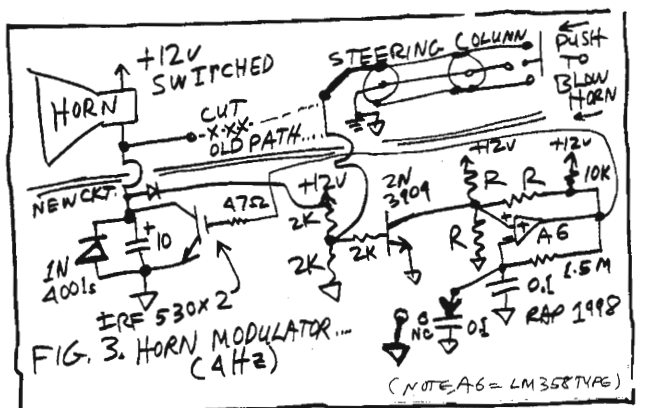 +12V
SWITCHED
HORN
CUT
-x-xx-
OLD PATH....
STEERING COLUMN
PUSH
TO
BLOW
HORN
NEW CKT.
47Ω
+12V
2K
2K
2K
2N
3904
+12V
R
R
R
+12V
10K
+
A6
1.5M
1N
4001s
+
10
IRF 530x2
0.1
NC
0.1
RAP 1998
FIG. 3. HORN MODULATOR....
(4Hz)
(NOTE, A6 = LM358 TYPE)